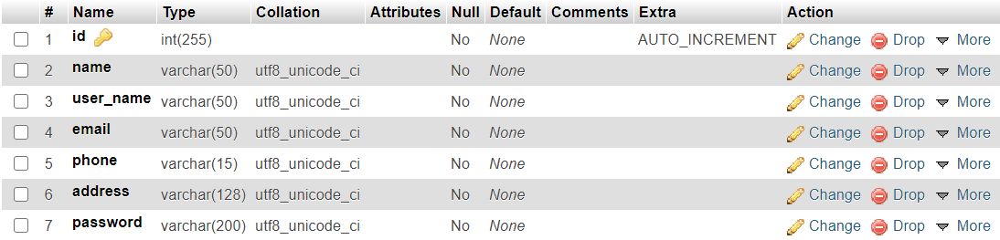 # Name Type Collation Attributes Null Default Comments Extra Action
1 id int(255) No None AUTO_INCREMENT Change Drop More
2 name varchar(50) utf8_unicode_ci No None Change Drop More
3 user_name varchar(50) utf8_unicode_ci No None Change Drop More
4 email varchar(50) utf8_unicode_ci No None Change Drop More
5 phone varchar(15) utf8_unicode_ci No None Change Drop More
6 address varchar(128) utf8_unicode_ci No None Change Drop More
7 password varchar(200) utf8_unicode_ci No None Change Drop More